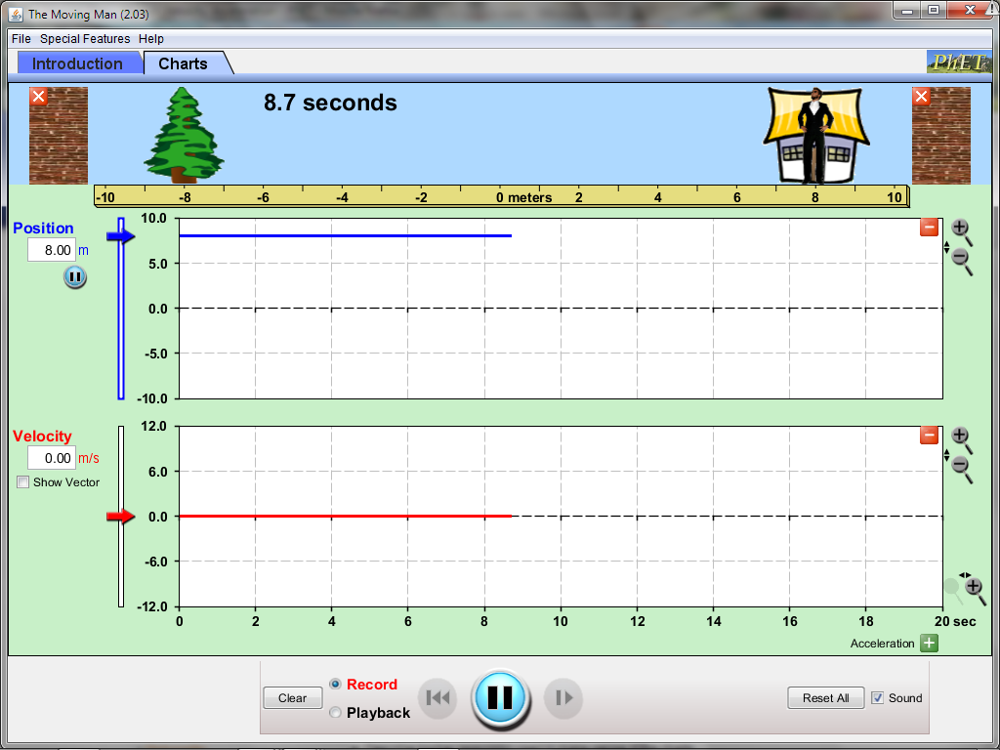 The Moving Man (2.03)
File Special Features Help
Introduction Charts
PhET
8.7 seconds
-10 -8 -6 -4 -2 0 meters 2 4 6 8 10
Position
8.00 m
10.0
5.0
0.0
-5.0
-10.0
Velocity
0.00 m/s
Show Vector
12.0
6.0
0.0
-6.0
-12.0
0 2 4 6 8 10 12 14 16 18 20 sec
Acceleration
Clear
Record
Playback
Reset All
Sound